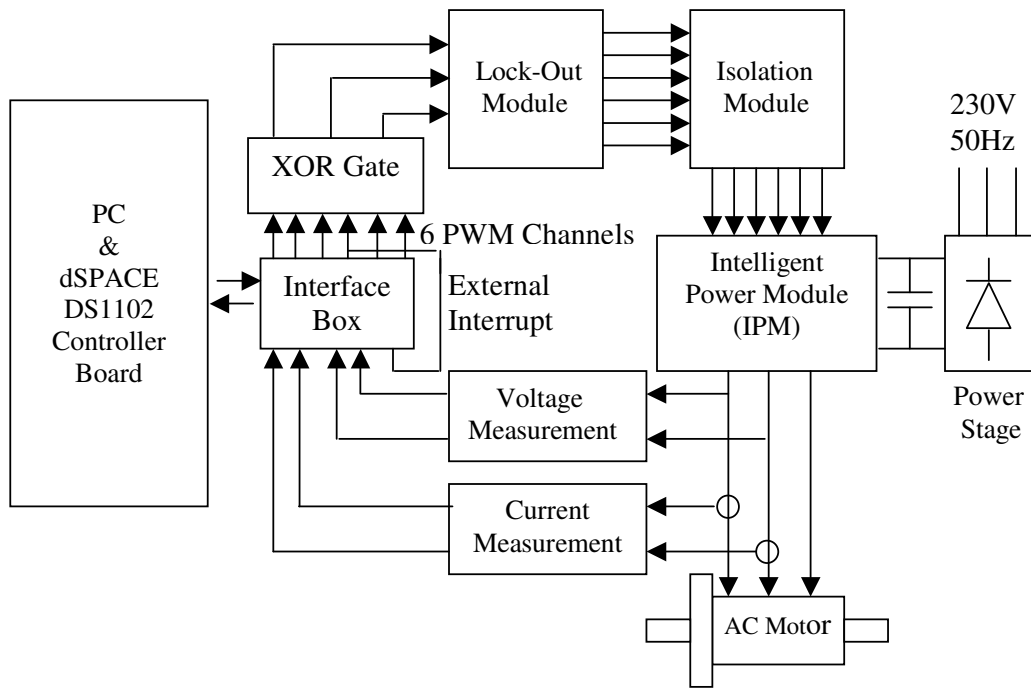 PC
&
dSPACE
DS1102
Controller
Board
XOR Gate
Lock-Out
Module
Isolation
Module
230V
50Hz
6 PWM Channels
Interface
Box
External
Interrupt
Intelligent
Power Module
(IPM)
Power
Stage
Voltage
Measurement
Current
Measurement
AC Motor